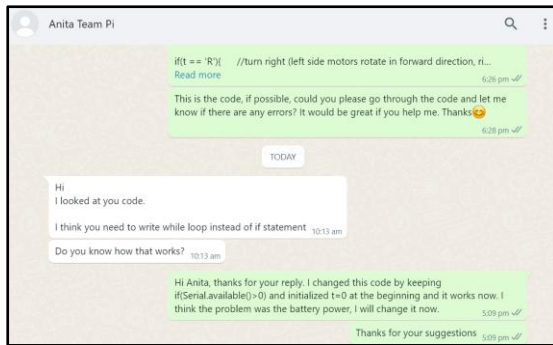 Anita Team Pi
if(t == 'R'){ //turn right (left side motors rotate in forward direction, ri...
Read more
6:26 pm
This is the code, if possible, could you please go through the code and let me
know if there are any errors? It would be great if you help me. Thanks😊
6:28 pm
TODAY
Hi
I looked at you code.
I think you need to write while loop instead of if statement 10:13 am
Do you know how that works? 10:13 am
Hi Anita, thanks for your reply. I changed this code by keeping
if(Serial.available()>0) and initialized t=0 at the beginning and it works now. I
think the problem was the battery power, I will change it now. 5:09 pm
Thanks for your suggestions 5:09 pm